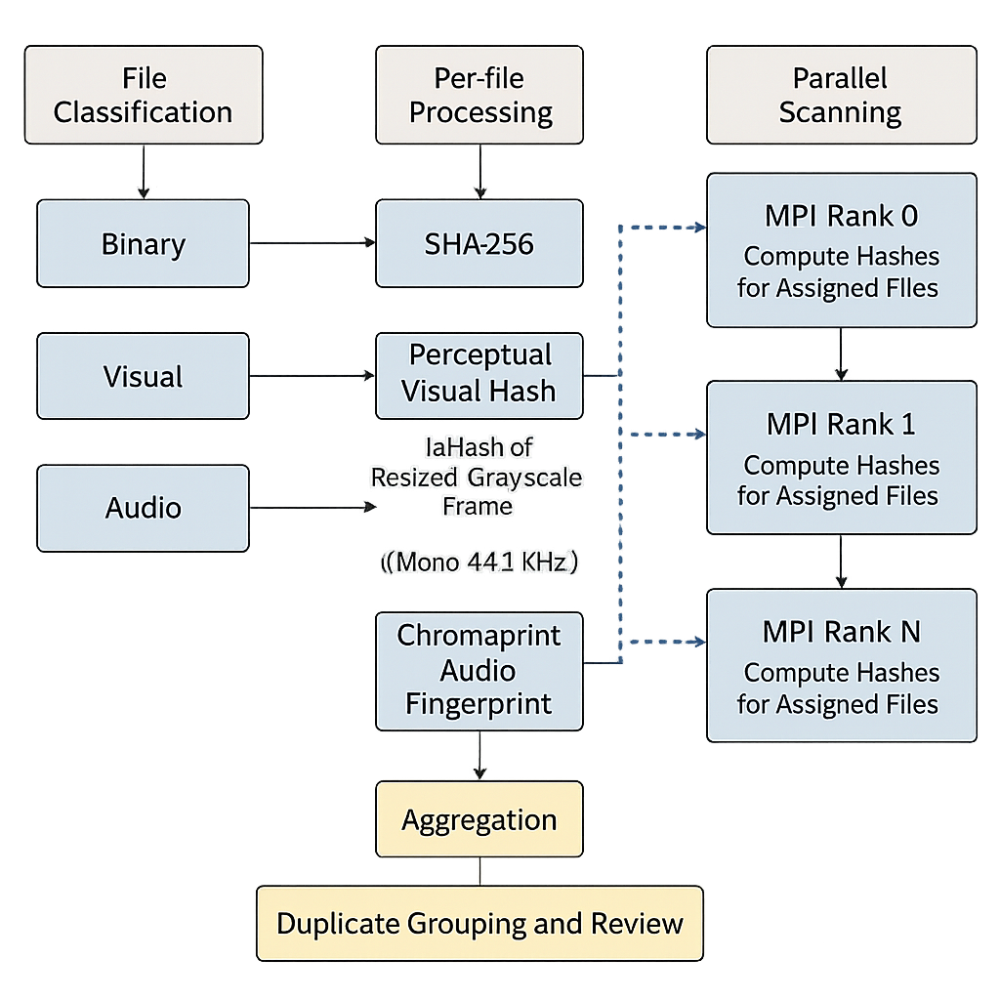 File
Classification
Per-file
Processing
Parallel
Scanning
Binary
SHA-256
MPI Rank 0
Compute Hashes
for Assigned FIles
Visual
Perceptual
Visual Hash
MPI Rank 1
Compute Hashes
for Assigned Files
Audio
IaHash of
Resized Grayscale
Frame
((Mono 441 KHz)
Chromaprint
Audio
Fingerprint
MPI Rank N
Compute Hashes
for Assigned Files
Aggregation
Duplicate Grouping and Review